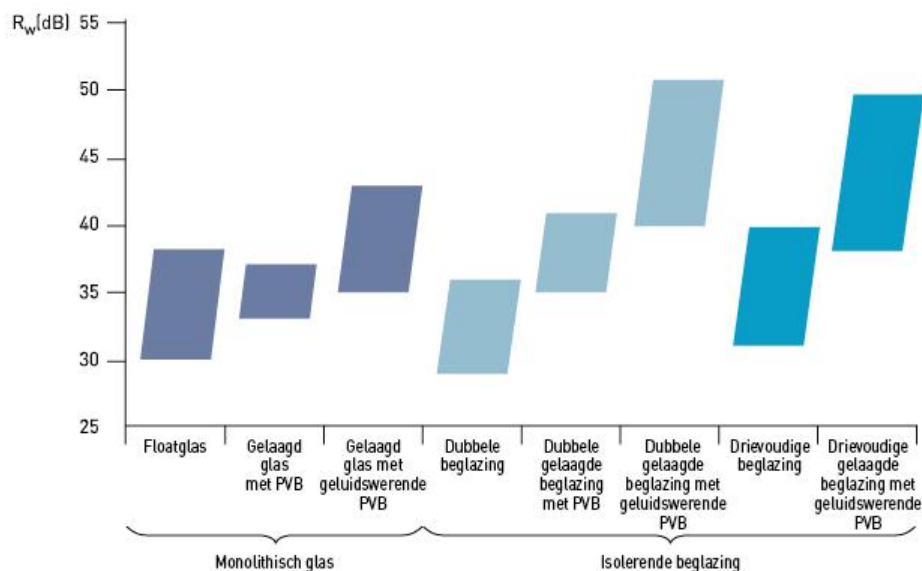 R_w[dB]
55
50
45
40
35
30
25
Floatglas
Gelaagd
glas
met PVB
Gelaagd
glas met
geluidswerende
PVB
Dubbele
beglazing
Dubbele
gelaagde
beglazing
met PVB
Dubbele
gelaagde
beglazing met
geluidswerende
PVB
Drievoudige
beglazing
Drievoudige
gelaagde
beglazing met
geluidswerende
PVB
Monolithisch glas
Isolerende beglazing